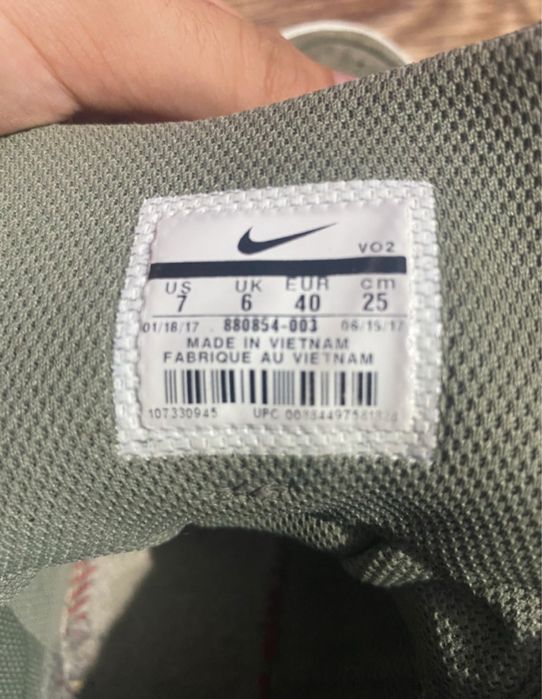 VO2
US UK EUR cm
7 6 40 25
01/18/17 880854-003 06/15/17
MADE IN VIETNAM
FABRIQUE AU VIETNAM
107330945 UPC